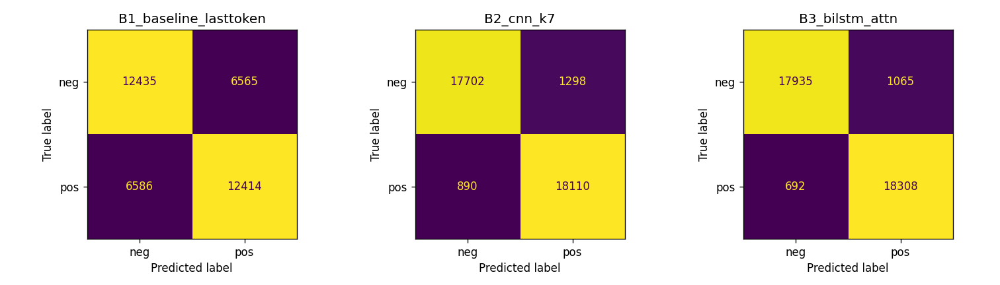 B1_baseline_lasttoken
neg
12435
6565
pos
6586
12414
neg
pos
True label
Predicted label
B2_cnn_k7
neg
17702
1298
pos
890
18110
neg
pos
True label
Predicted label
B3_bilstm_attn
neg
17935
1065
pos
692
18308
neg
pos
True label
Predicted label